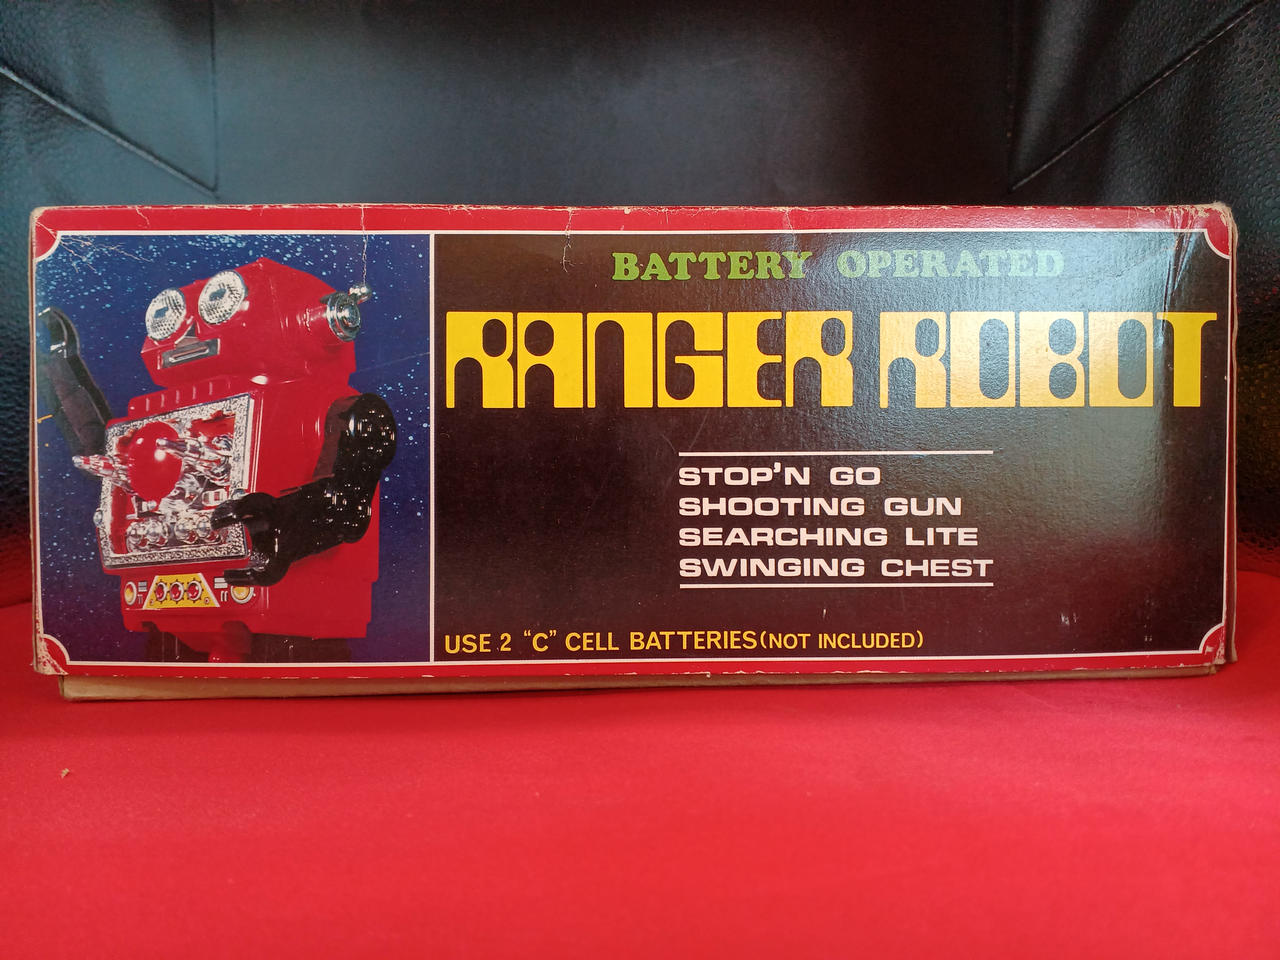 BATTERY OPERATED
RANGER ROBOT
STOP'N GO
SHOOTING GUN
SEARCHING LITE
SWINGING CHEST
USE 2 "C" CELL BATTERIES (NOT INCLUDED)